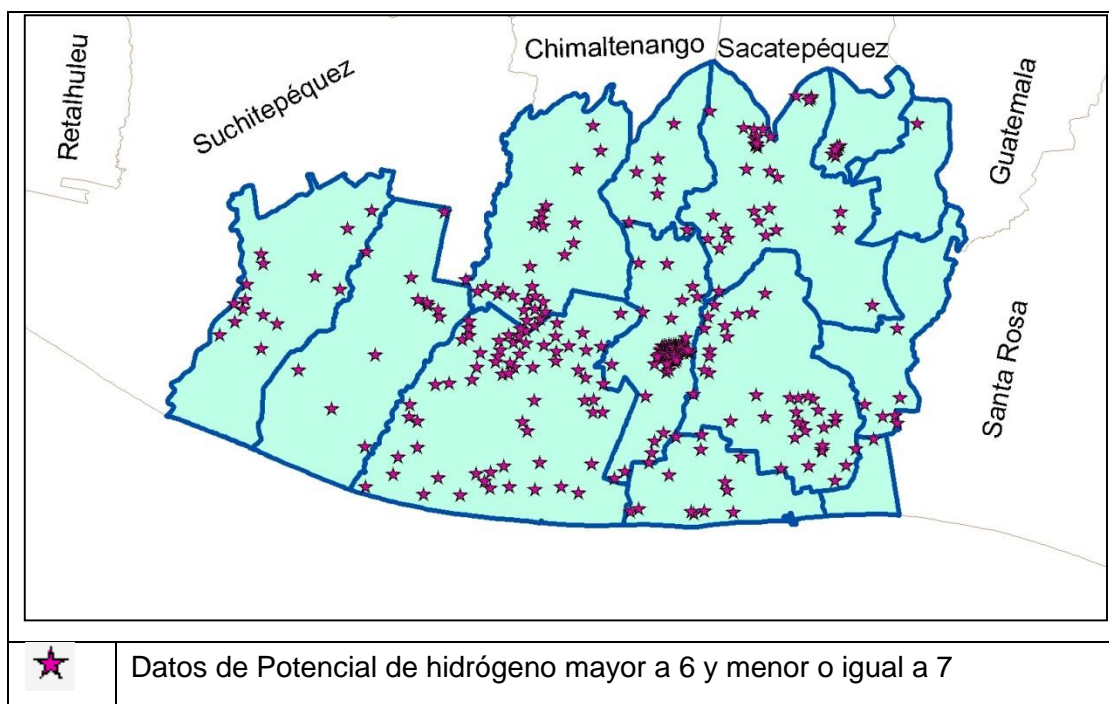 Chimaltenango
Sacatepéquez
Retalhuleu
Suchitepéquez
Guatemala
Santa Rosa
Datos de Potencial de hidrógeno mayor a 6 y menor o igual a 7